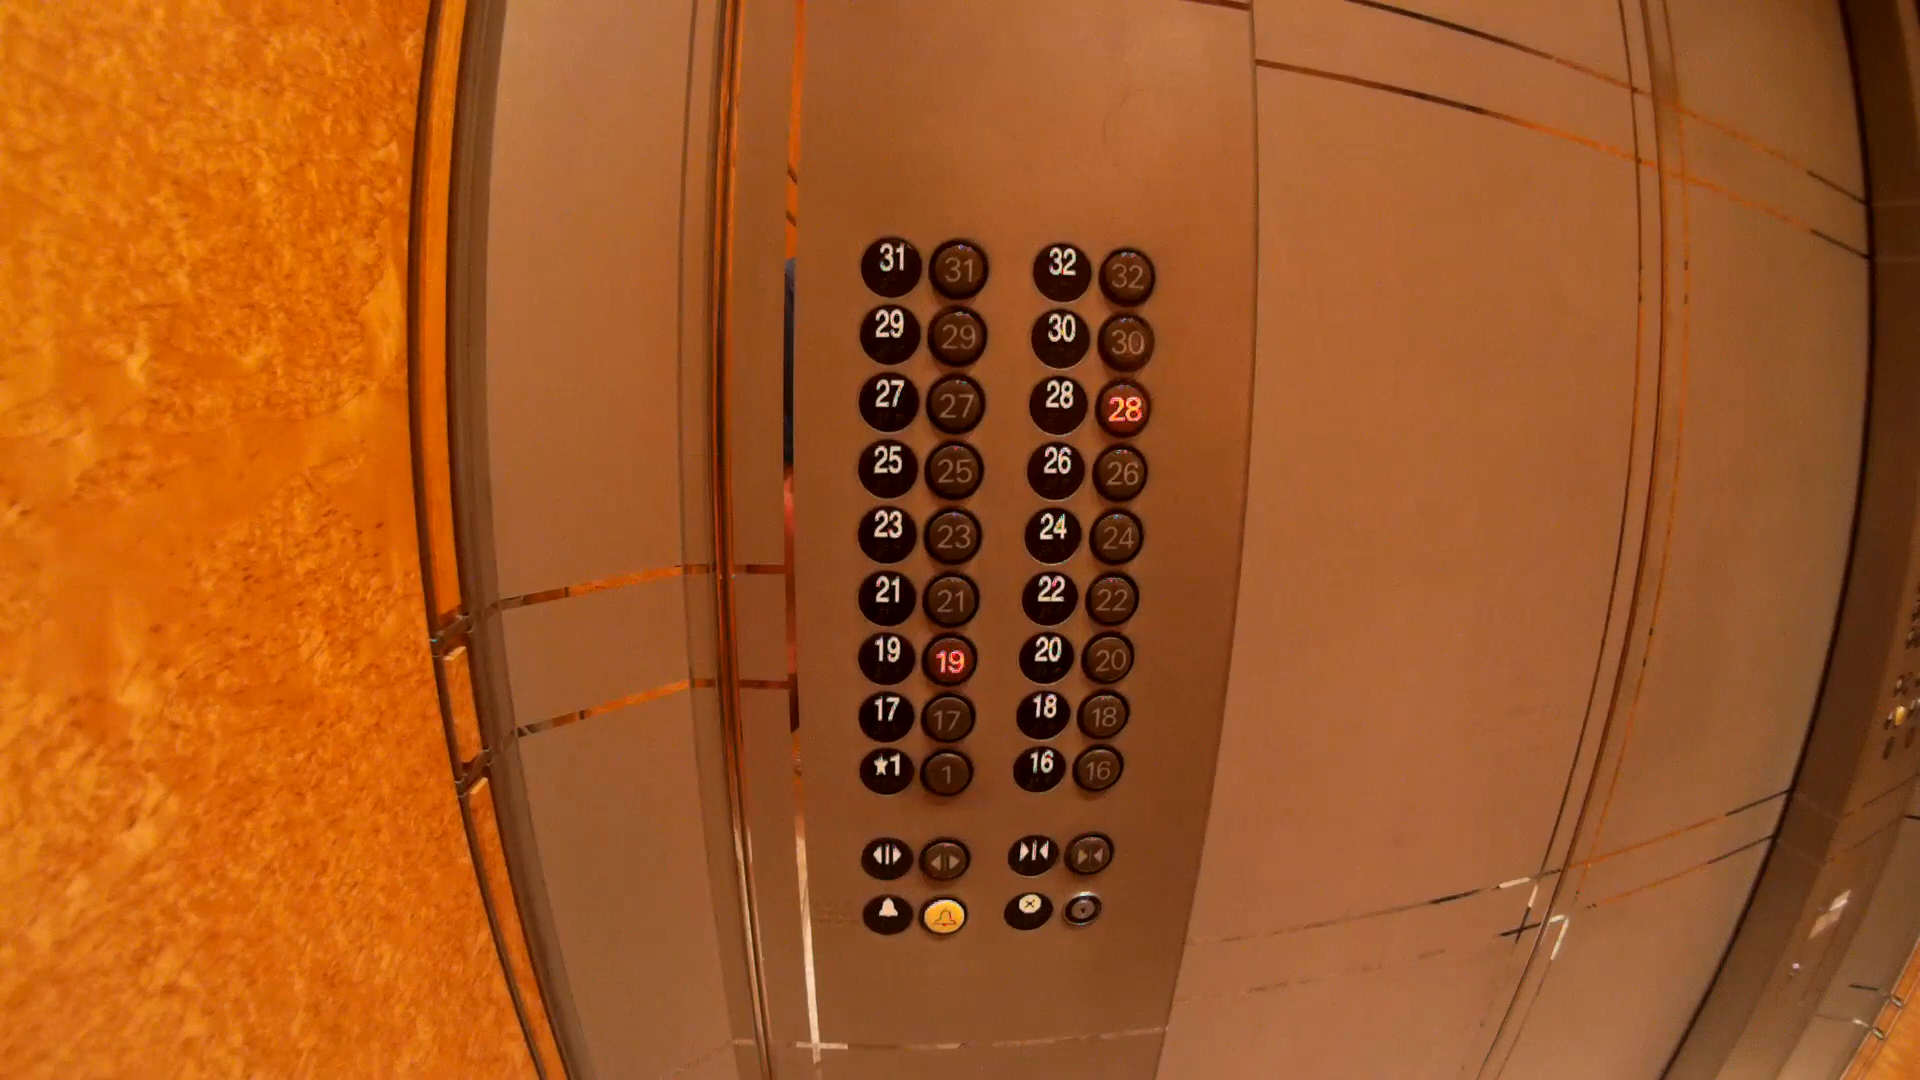 31 31 32 32
29 29 30 30
27 27 28 28
25 25 26 26
23 23 24 24
21 21 22 22
19 19 20 20
17 17 18 18
★1 1 16 16